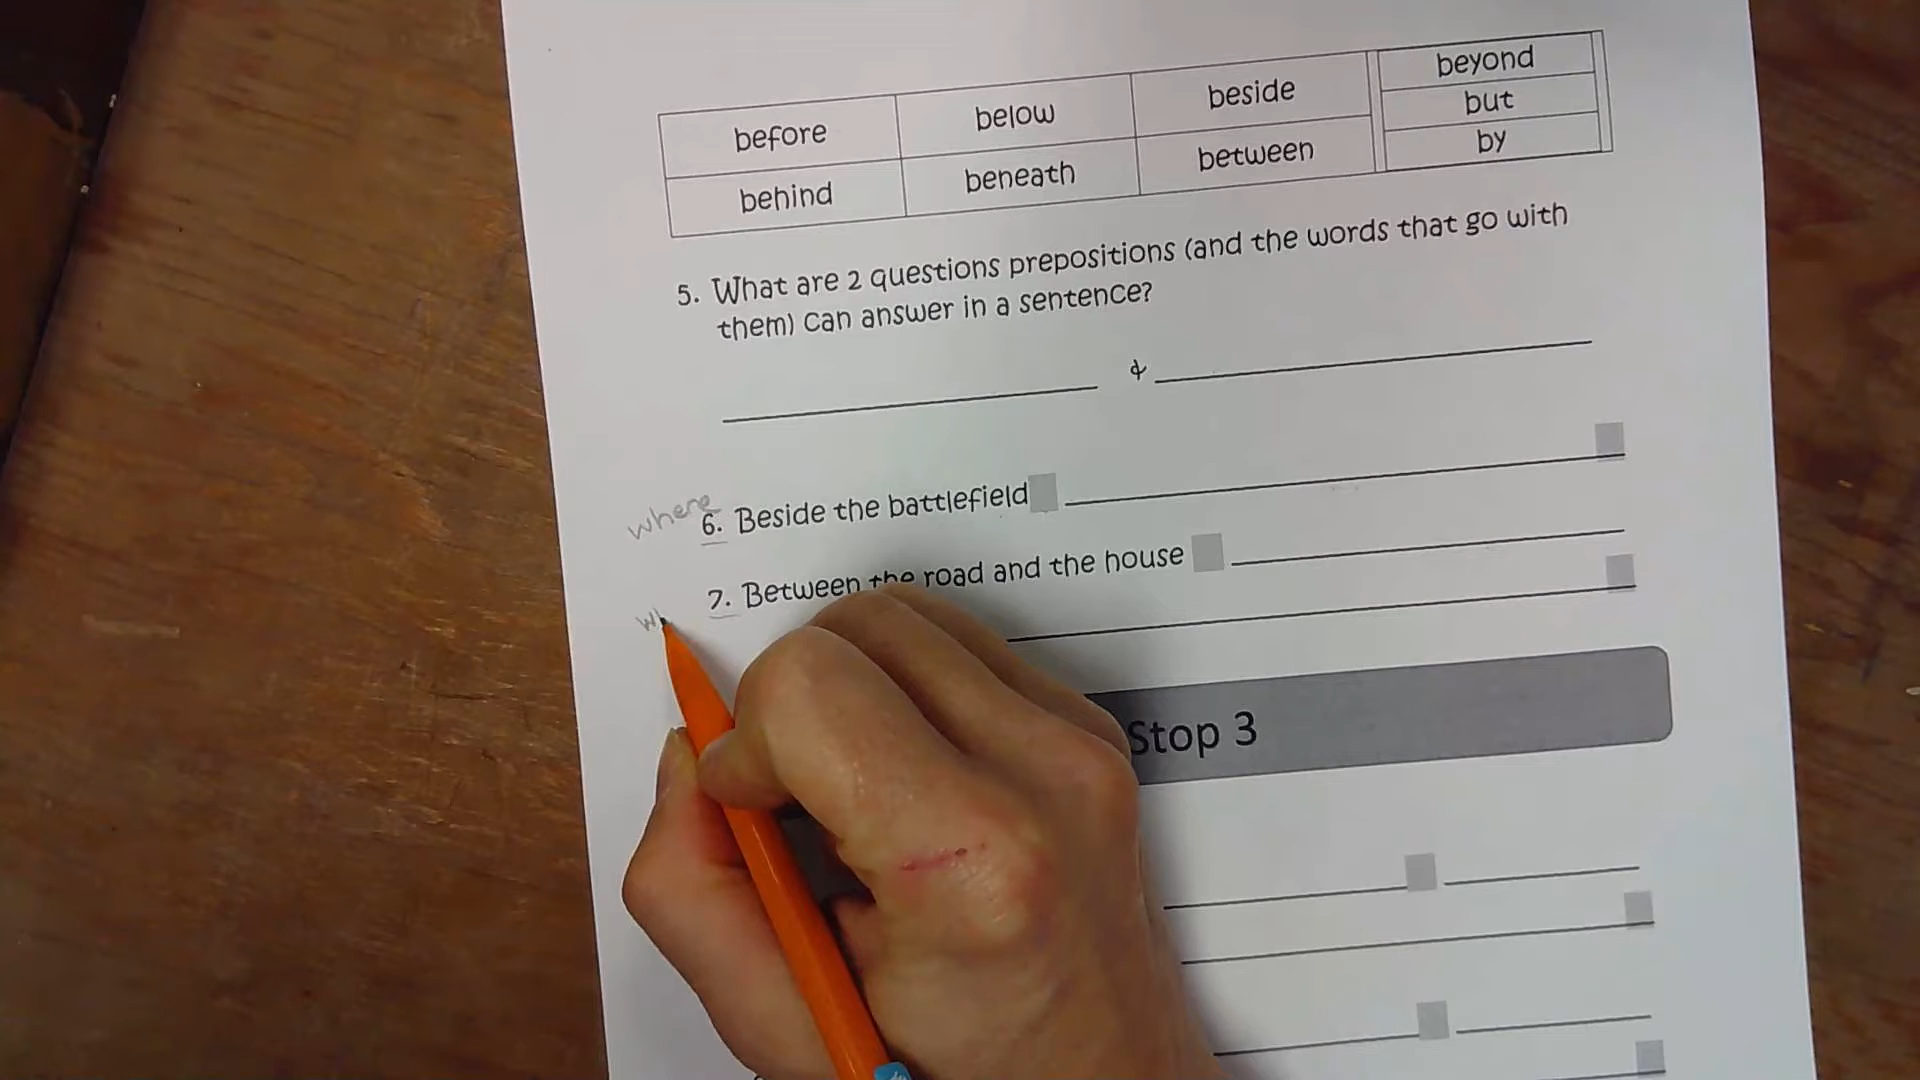 before below beside beyond
but
behind beneath between by
5. What are 2 questions prepositions (and the words that go with
them) can answer in a sentence?
&
where
6. Beside the battlefield
7. Between the road and the house
wh
Stop 3